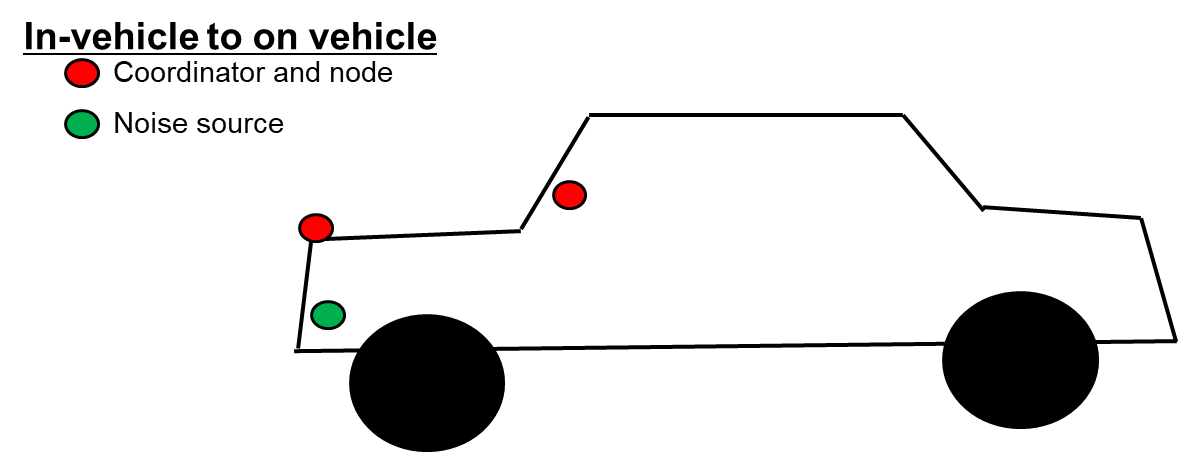 In-vehicle to on vehicle
Coordinator and node
Noise source